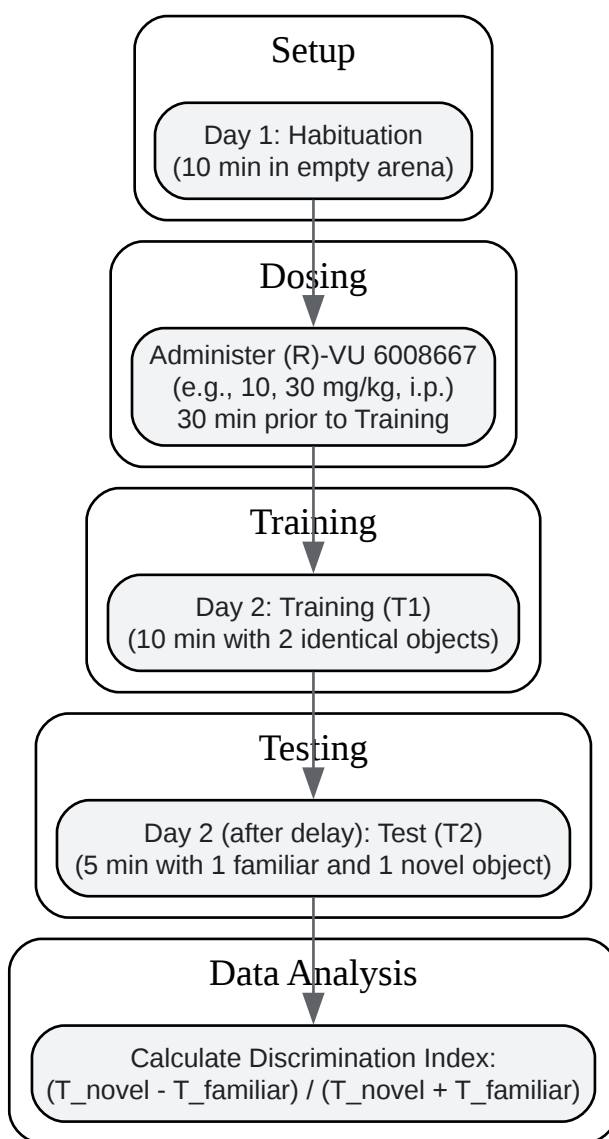 Setup
Day 1: Habituation
(10 min in empty arena)
Dosing
Administer (R)-VU 6008667
(e.g., 10, 30 mg/kg, i.p.)
30 min prior to Training
Training
Day 2: Training (T1)
(10 min with 2 identical objects)
Testing
Day 2 (after delay): Test (T2)
(5 min with 1 familiar and 1 novel object)
Data Analysis
Calculate Discrimination Index:
(T_novel - T_familiar) / (T_novel + T_familiar)